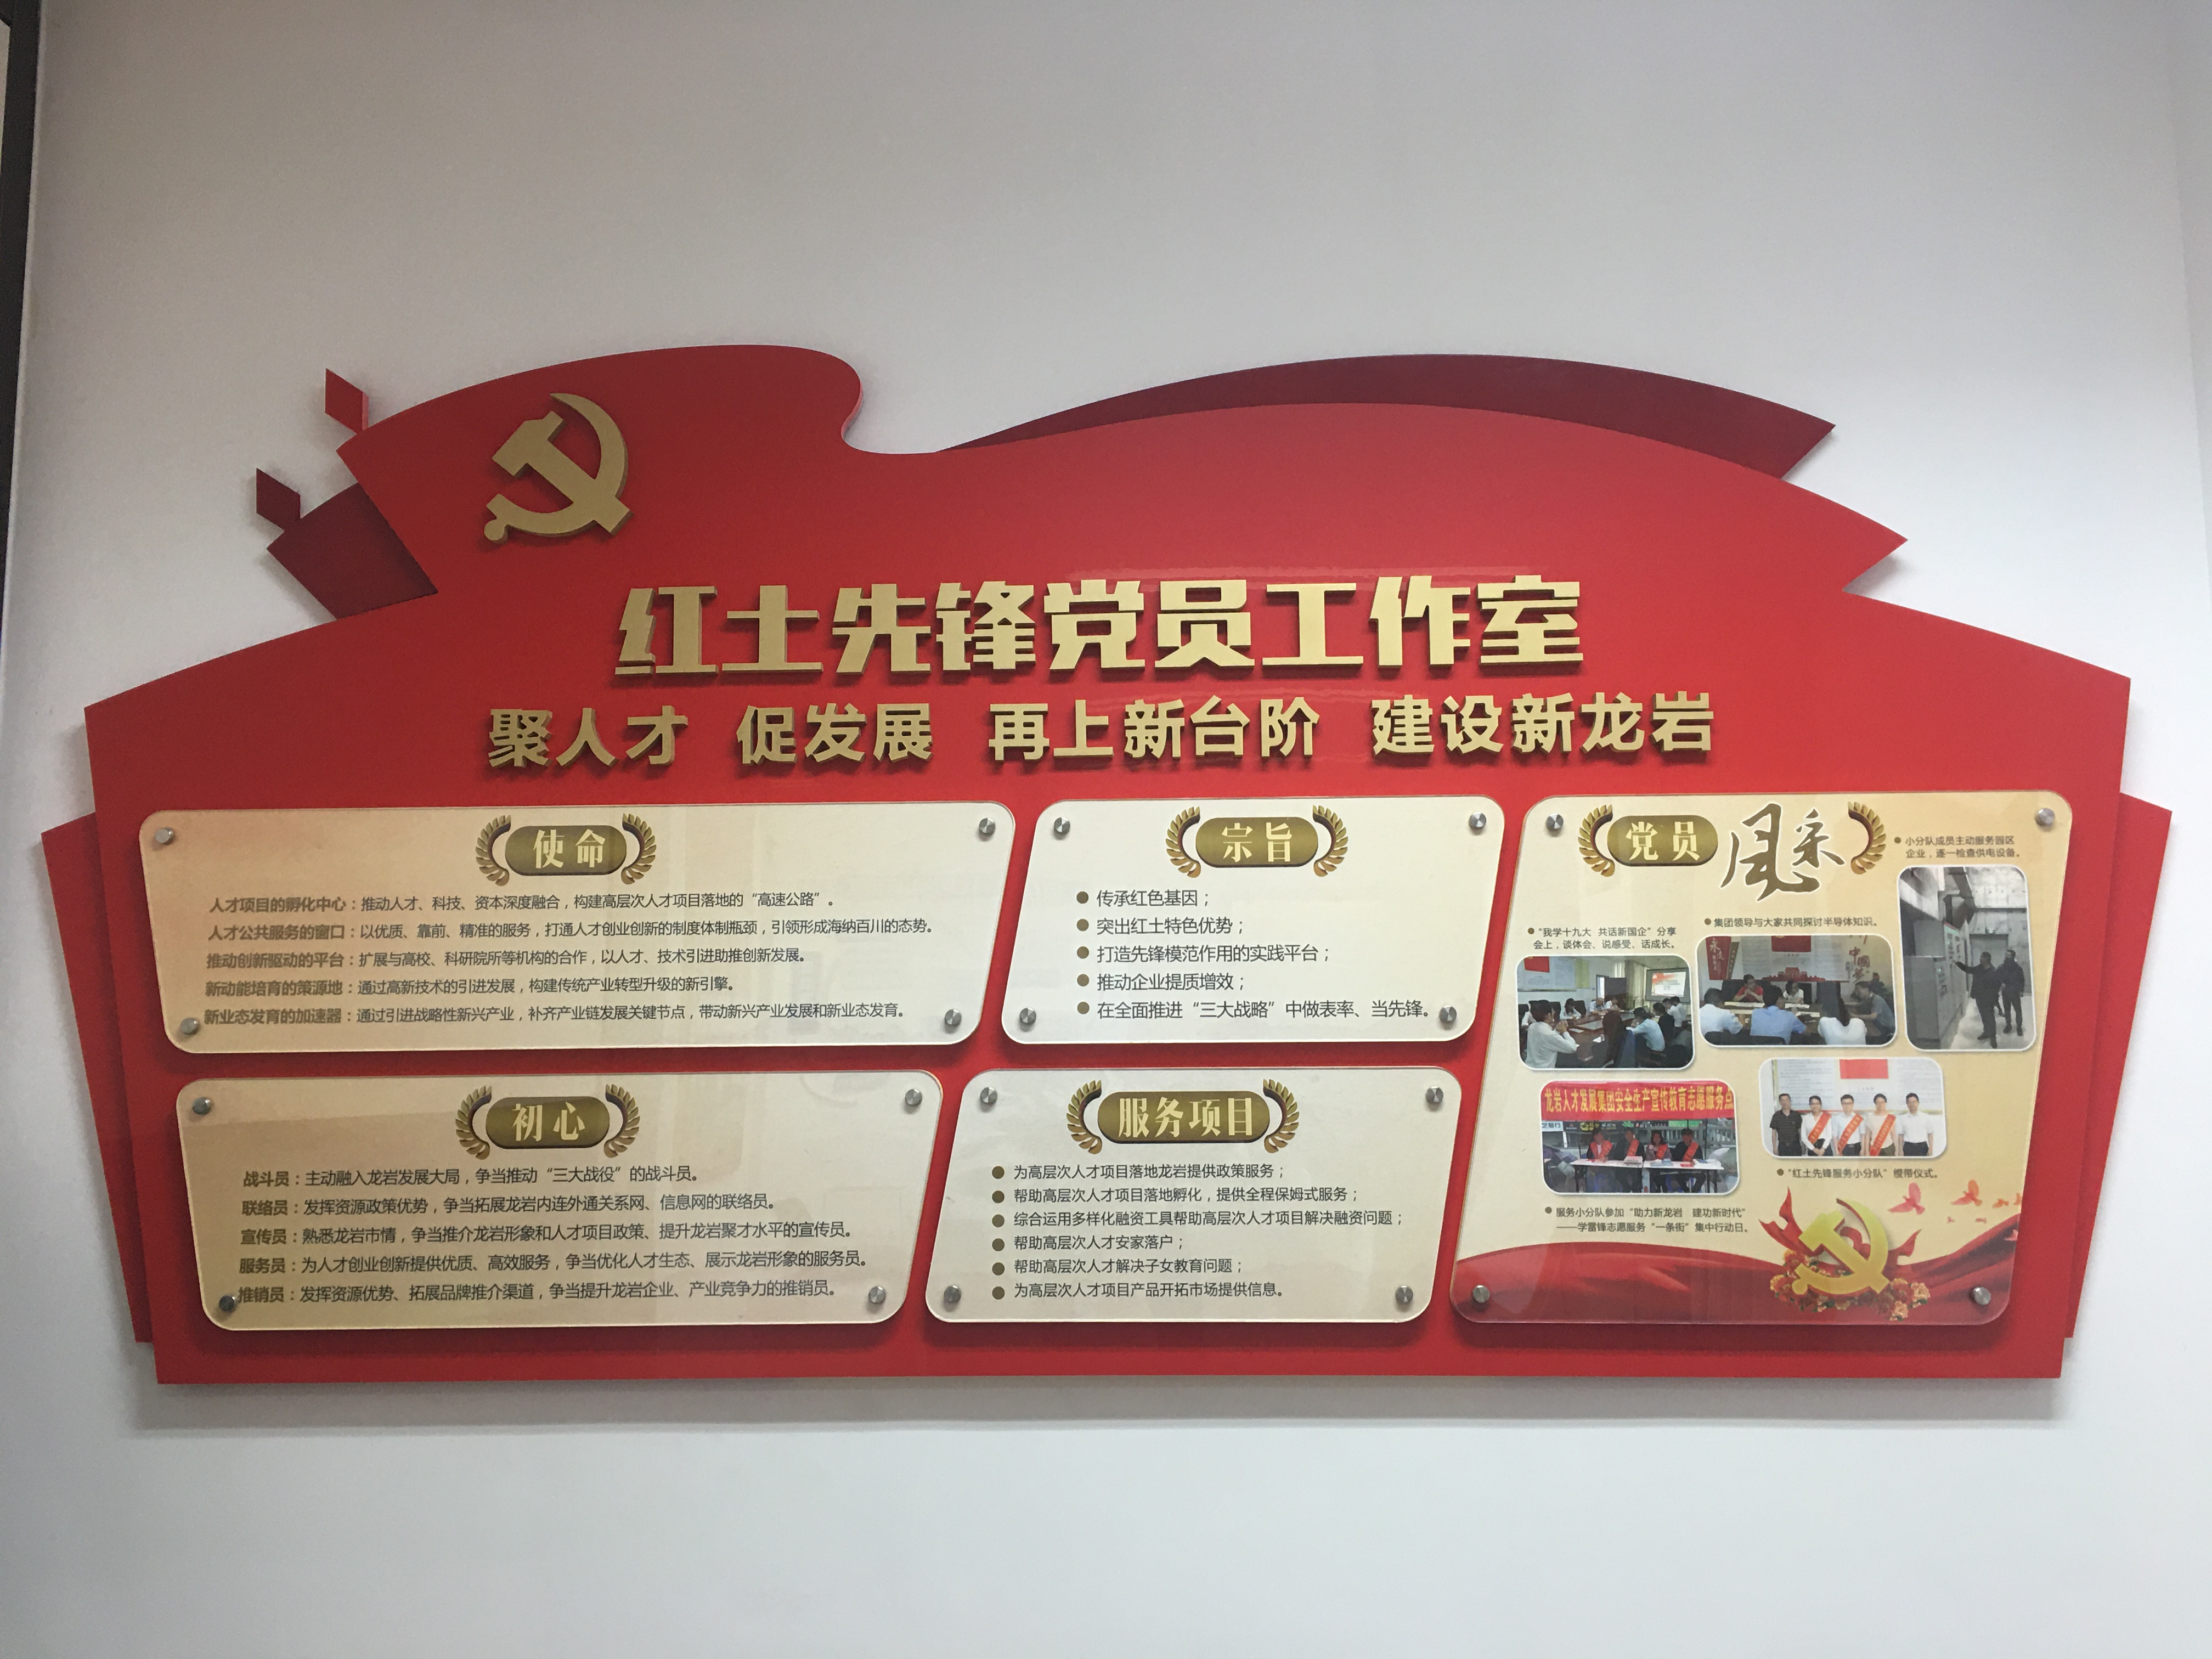 红土先锋党员工作室
聚人才 促发展 再上新台阶 建设新龙岩
使命
人才项目的孵化中心：推动人才、科技、资本深度融合，构建高层次人才项目落地的“高速公路”。
人才公共服务的窗口：以优质、靠前、精准的服务，打通人才创业创新的制度体制瓶颈，引领形成海纳百川的态势。
推动创新驱动的平台：扩展与高校、科研院所等机构的合作，以人才、技术引进助推创新发展。
新动能培育的策源地：通过高新技术的引进发展，构建传统产业转型升级的新引擎。
新业态发育的加速器：通过引进战略性新兴产业，补齐产业链发展关键节点，带动新兴产业发展和新业态发育。
宗旨
传承红色基因；
突出红土特色优势；
打造先锋模范作用的实践平台；
推动企业提质增效；
在全面推进“三大战略”中做表率、当先锋。
初心
战斗员：主动融入龙岩发展大局，争当推动“三大战役”的战斗员。
联络员：发挥资源政策优势，争当拓展龙岩内连外通关系网、信息网的联络员。
宣传员：熟悉龙岩市情，争当推介龙岩形象和人才项目政策、提升龙岩聚才水平的宣传员。
服务员：为人才创业创新提供优质、高效服务，争当优化人才生态、展示龙岩形象的服务员。
推销员：发挥资源优势、拓展品牌推介渠道，争当提升龙岩企业、产业竞争力的推销员。
服务项目
为高层次人才项目落地龙岩提供政策服务；
帮助高层次人才项目落地孵化，提供全程保姆式服务；
综合运用多样化融资工具帮助高层次人才项目解决融资问题；
帮助高层次人才安家落户；
帮助高层次人才解决子女教育问题；
为高层次人才项目产品开拓市场提供信息。
党员风采
小分队成员主动服务园区
企业，逐一检查供电设备。
集团领导与大家共同探讨半导体知识。
“我学十九大 共话新国企”分享
会上，谈体会、说感受、话成长。
龙岩人才发展集团安全生产宣传教育志愿服务点
“红土先锋服务小分队”授带仪式。
服务小分队参加“助力新龙岩 建功新时代”
——学雷锋志愿服务“一条街”集中行动日。